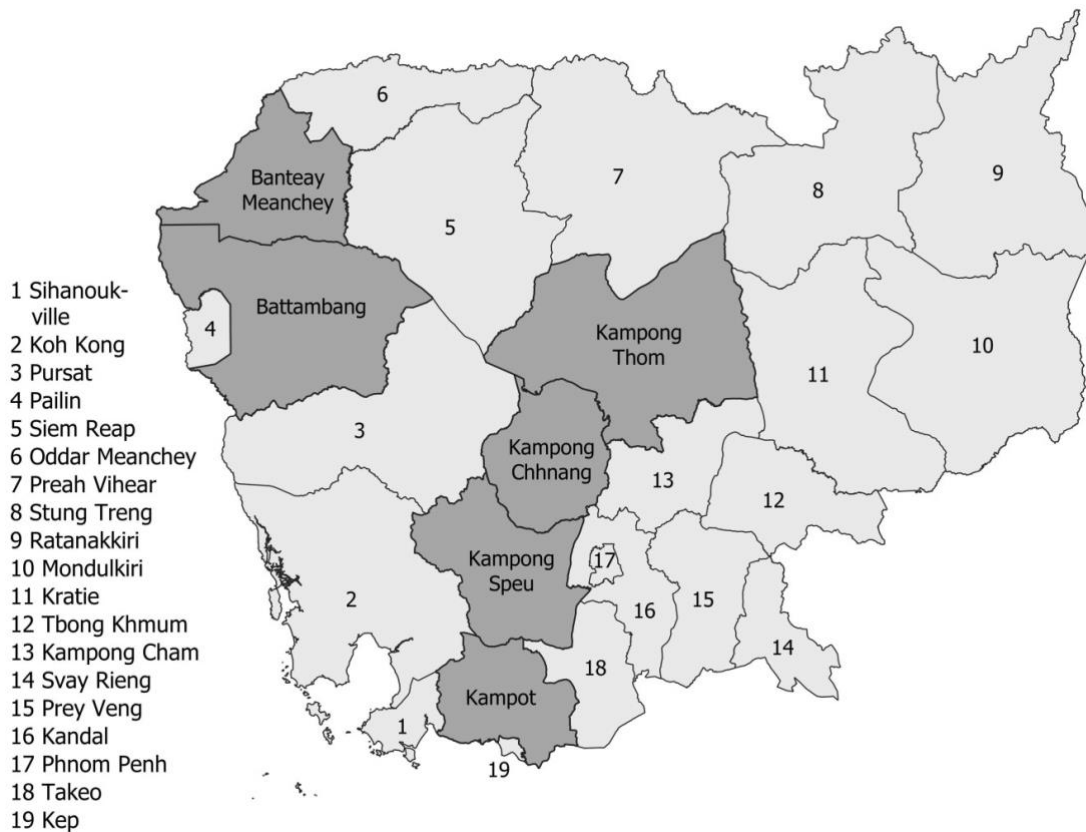 6
Banteay
Meanchey
7
9
8
5
1 Sihanouk-
ville
2 Koh Kong
3 Pursat
4 Pailin
5 Siem Reap
6 Oddar Meanchey
7 Preah Vihear
8 Stung Treng
9 Ratanakkiri
10 Mondulkiri
11 Kratie
12 Tbong Khmum
13 Kampong Cham
14 Svay Rieng
15 Prey Veng
16 Kandal
17 Phnom Penh
18 Takeo
19 Kep
Battambang
4
Kampong
Thom
10
11
3
Kampong
Chhnang
13
12
Kampong
Speu
17
2
16
15
14
18
Kampot
1
19